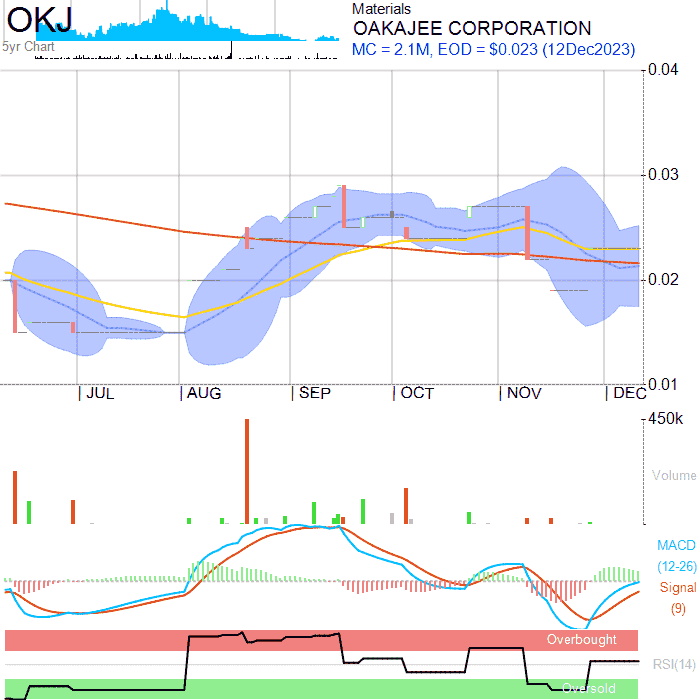 OKJ
5yr Chart
Materials
OAKAJEE CORPORATION
MC = 2.1M, EOD = $0.023 (12Dec2023)
0.04
0.03
0.02
0.01
JUL
AUG
SEP
OCT
NOV
DEC
450k
Volume
MACD
(12-26)
Signal
(9)
Overbought
RSI(14)
Oversold